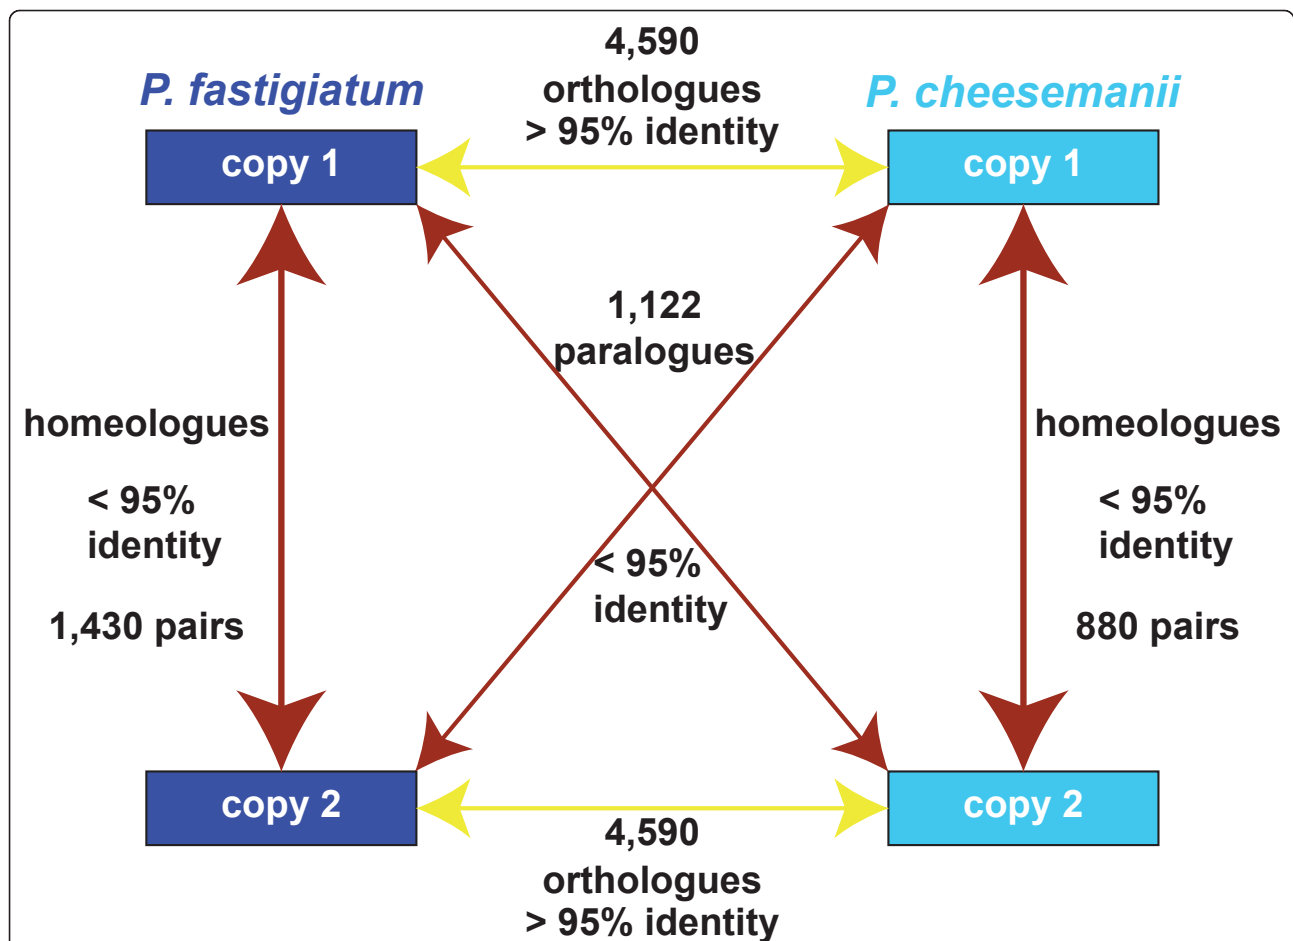 4,590
orthologues
> 95% identity
P. fastigiatum
P. cheesemanii
copy 1
copy 1
1,122
paralogues
homeologues
< 95%
identity
1,430 pairs
< 95%
identity
homeologues
< 95%
identity
880 pairs
copy 2
copy 2
4,590
orthologues
> 95% identity